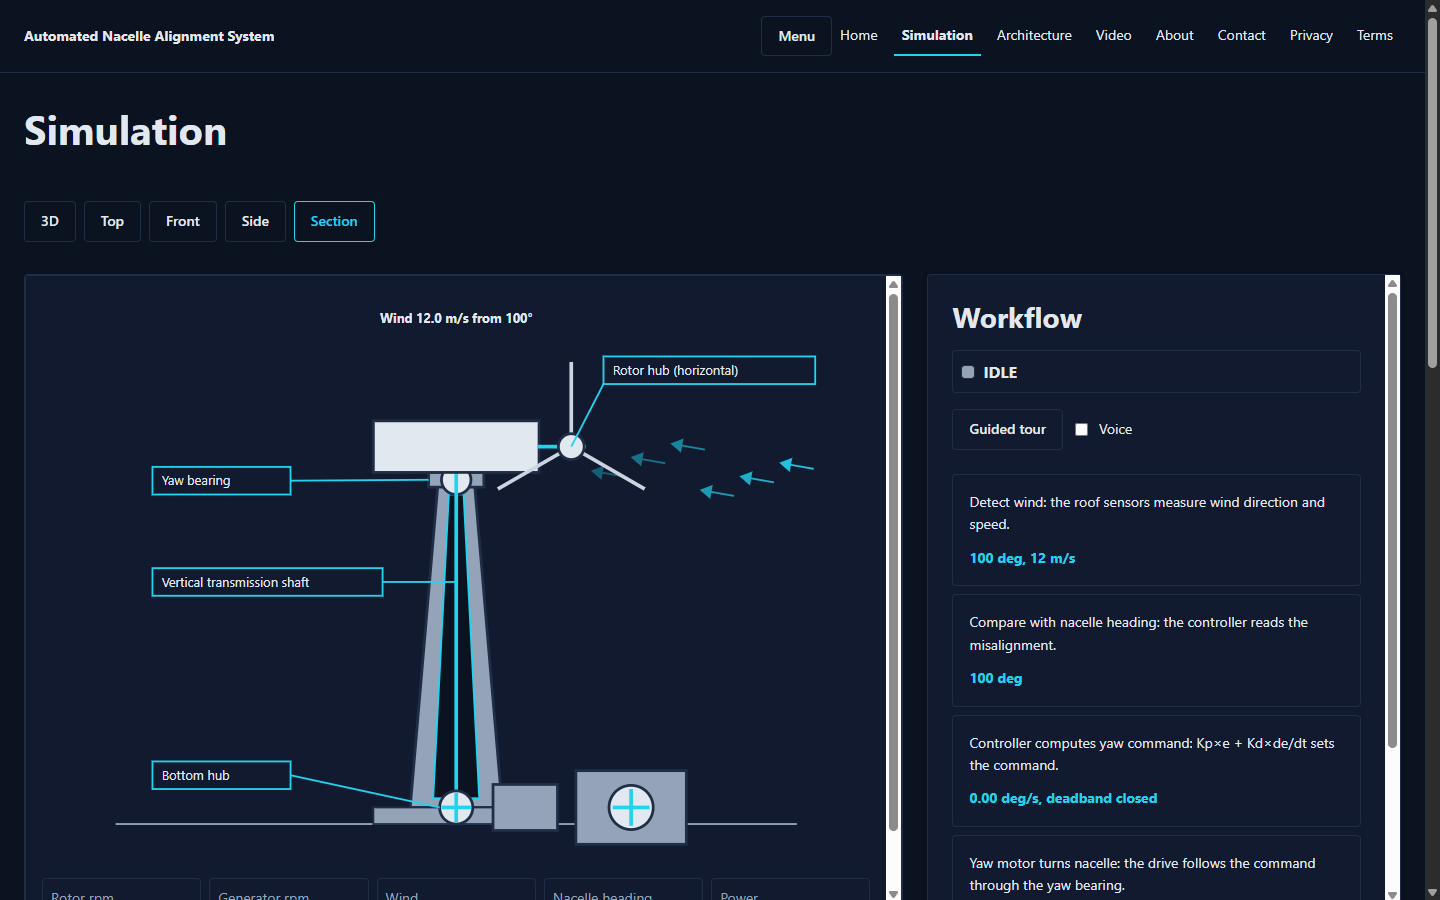 Automated Nacelle Alignment System
Menu
Home
Simulation
Architecture
Video
About
Contact
Privacy
Terms
Simulation
3D
Top
Front
Side
Section
Wind 12.0 m/s from 100°
Rotor hub (horizontal)
Yaw bearing
Vertical transmission shaft
Bottom hub
Rotor rpm
Generator rpm
Wind
Nacelle heading
Power
Workflow
IDLE
Guided tour
Voice
Detect wind: the roof sensors measure wind direction and
speed.
100 deg, 12 m/s
Compare with nacelle heading: the controller reads the
misalignment.
100 deg
Controller computes yaw command: Kp×e + Kd×de/dt sets
the command.
0.00 deg/s, deadband closed
Yaw motor turns nacelle: the drive follows the command
through the yaw bearing.